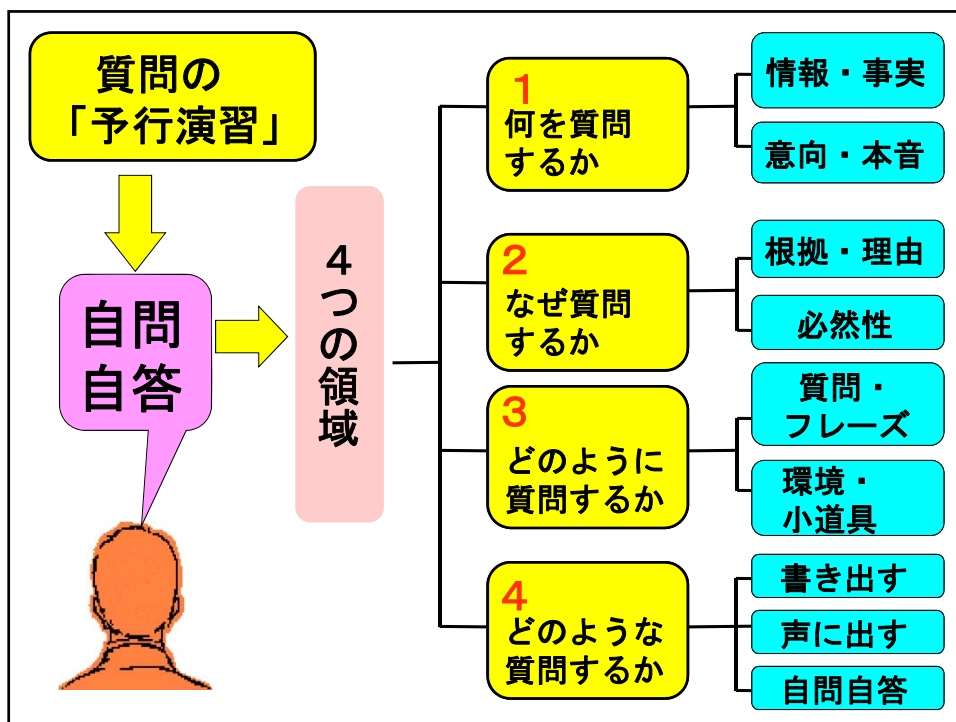 質問の
「予行演習」
自問
自答
4つの領域
1
何を質問
するか
情報・事実
意向・本音
2
なぜ質問
するか
根拠・理由
必然性
3
どのように
質問するか
質問・
フレーズ
環境・
小道具
4
どのような
質問するか
書き出す
声に出す
自問自答